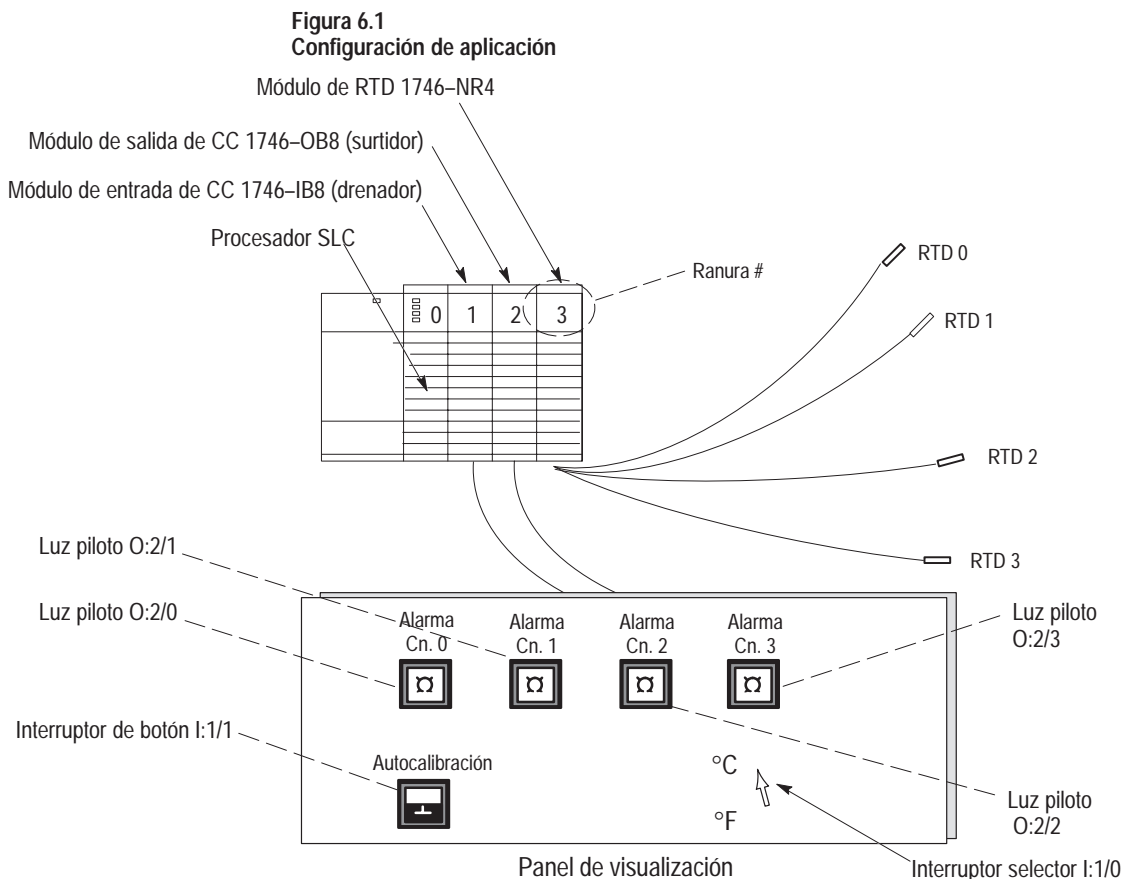 Figura 6.1
Configuración de aplicación
Módulo de RTD 1746–NR4
Módulo de salida de CC 1746–OB8 (surtidor)
Módulo de entrada de CC 1746–IB8 (drenador)
Procesador SLC
Ranura #
0 1 2 3
RTD 0
RTD 1
RTD 2
RTD 3
Luz piloto O:2/1
Luz piloto O:2/0
Alarma
Cn. 0
Alarma
Cn. 1
Alarma
Cn. 2
Alarma
Cn. 3
Luz piloto
O:2/3
Interruptor de botón I:1/1
Autocalibración
°C
°F
Luz piloto
O:2/2
Panel de visualización
Interruptor selector I:1/0